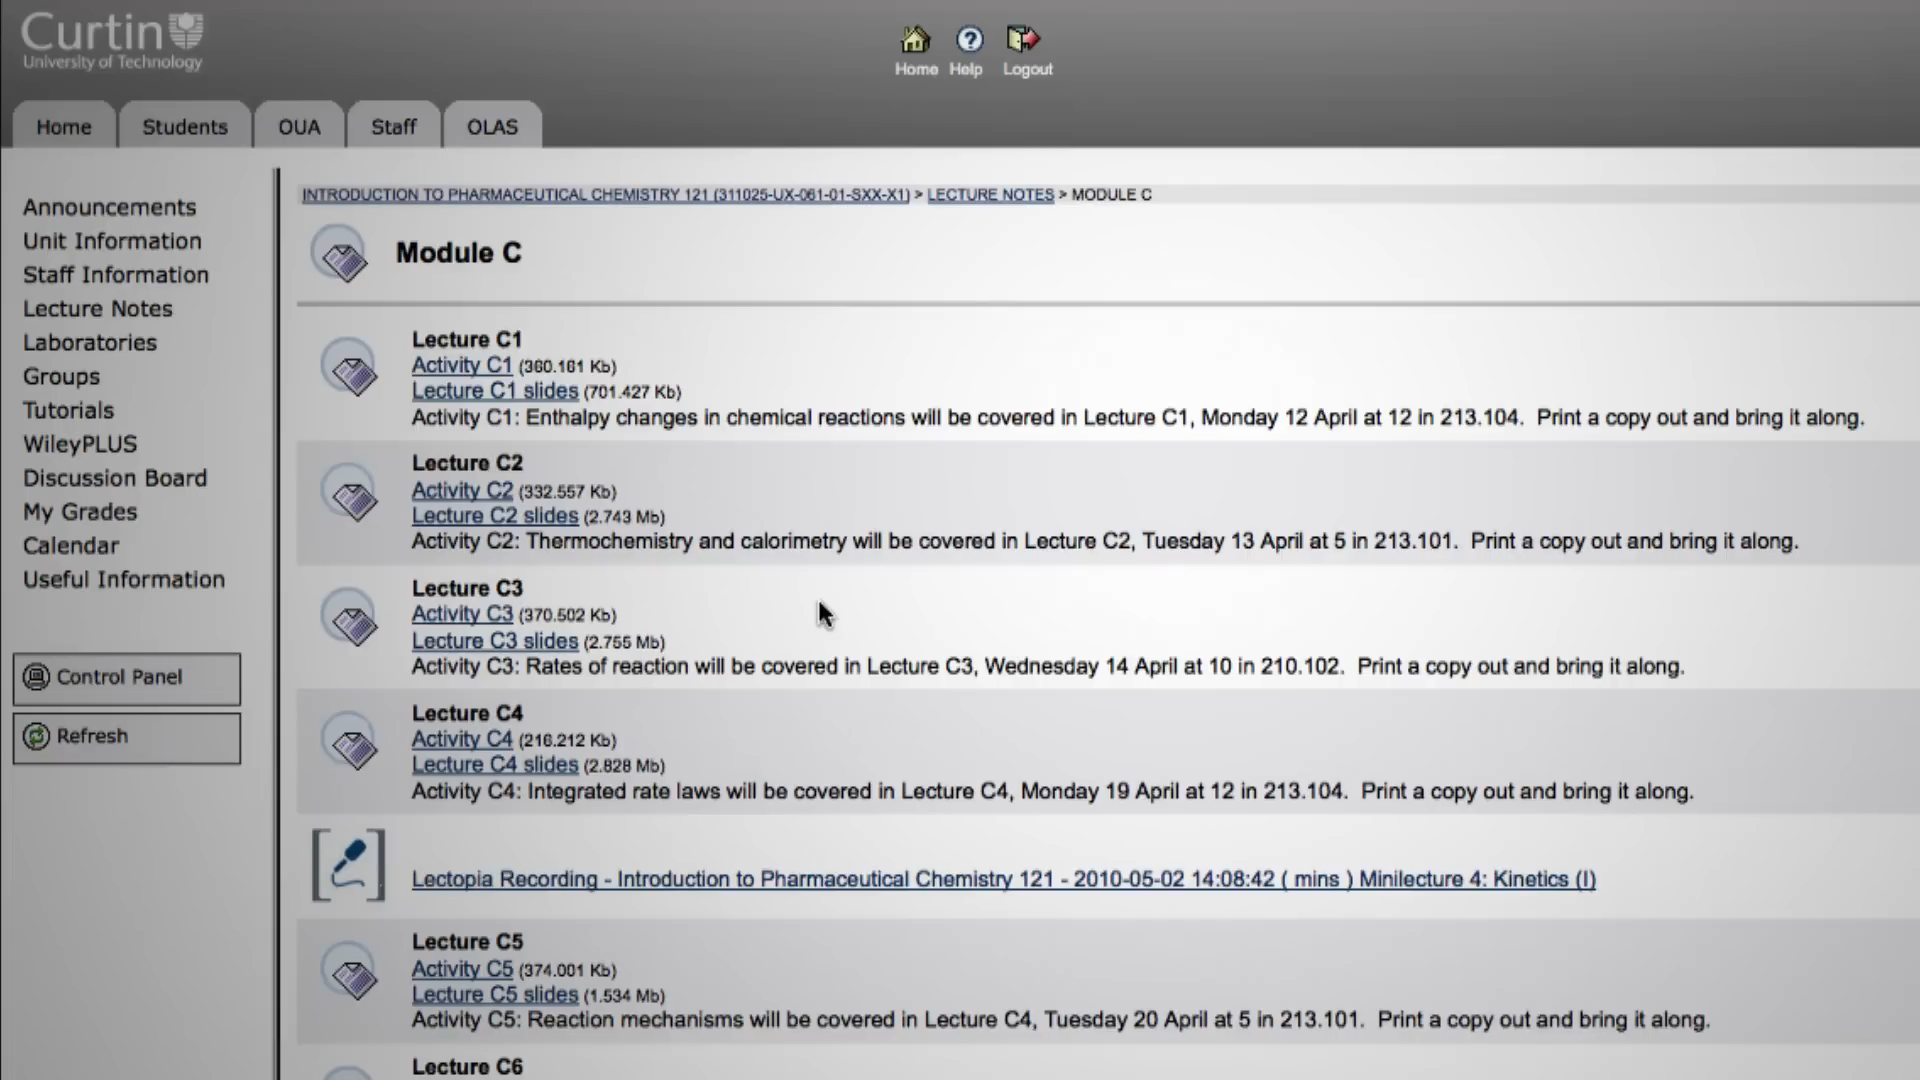 Curtin
University of Technology
Home Help Logout
Home Students OUA Staff OLAS
Announcements
Unit Information
Staff Information
Lecture Notes
Laboratories
Groups
Tutorials
WileyPLUS
Discussion Board
My Grades
Calendar
Useful Information
Control Panel
Refresh
INTRODUCTION TO PHARMACEUTICAL CHEMISTRY 121 (311025-UX-061-01-SXX-X1) > LECTURE NOTES > MODULE C
Module C
Lecture C1
Activity C1 (360.161 Kb)
Lecture C1 slides (701.427 Kb)
Activity C1: Enthalpy changes in chemical reactions will be covered in Lecture C1, Monday 12 April at 12 in 213.104. Print a copy out and bring it along.
Lecture C2
Activity C2 (332.557 Kb)
Lecture C2 slides (2.743 Mb)
Activity C2: Thermochemistry and calorimetry will be covered in Lecture C2, Tuesday 13 April at 5 in 213.101. Print a copy out and bring it along.
Lecture C3
Activity C3 (370.502 Kb)
Lecture C3 slides (2.755 Mb)
Activity C3: Rates of reaction will be covered in Lecture C3, Wednesday 14 April at 10 in 210.102. Print a copy out and bring it along.
Lecture C4
Activity C4 (216.212 Kb)
Lecture C4 slides (2.828 Mb)
Activity C4: Integrated rate laws will be covered in Lecture C4, Monday 19 April at 12 in 213.104. Print a copy out and bring it along.
Lectopia Recording - Introduction to Pharmaceutical Chemistry 121 - 2010-05-02 14:08:42 ( mins ) Minilecture 4: Kinetics (I)
Lecture C5
Activity C5 (374.001 Kb)
Lecture C5 slides (1.534 Mb)
Activity C5: Reaction mechanisms will be covered in Lecture C4, Tuesday 20 April at 5 in 213.101. Print a copy out and bring it along.
Lecture C6